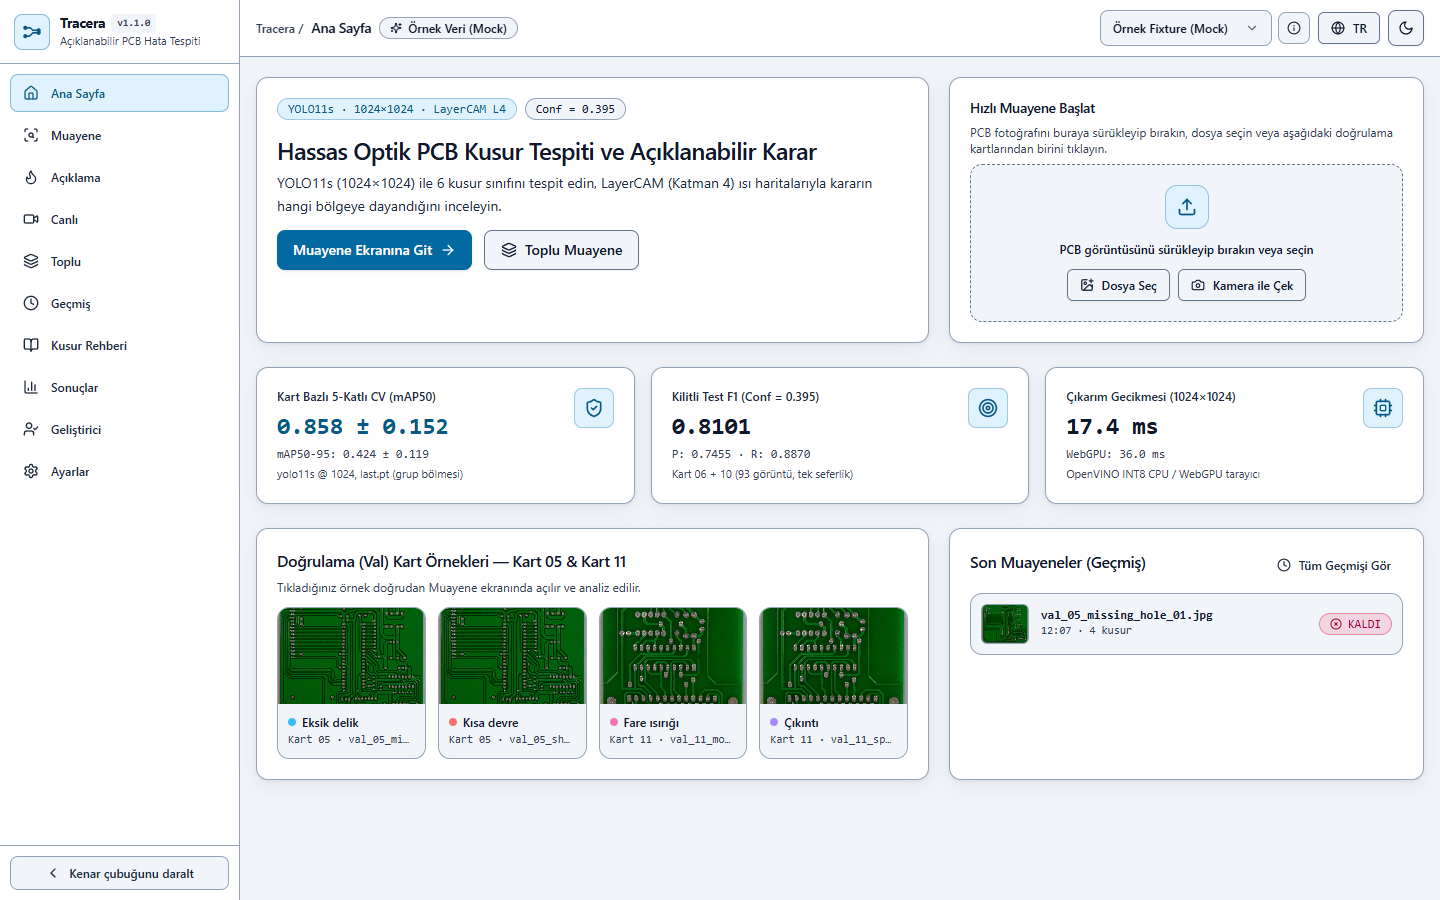 Tracera v1.1.0
Açıklanabilir PCB Hata Tespiti
Ana Sayfa
Muayene
Açıklama
Canlı
Toplu
Geçmiş
Kusur Rehberi
Sonuçlar
Geliştirici
Ayarlar
Kenar çubuğunu daralt
Tracera / Ana Sayfa
Örnek Veri (Mock)
Örnek Fixture (Mock)
TR
YOLO11s · 1024×1024 · LayerCAM L4
Conf = 0.395
Hassas Optik PCB Kusur Tespiti ve Açıklanabilir Karar
YOLO11s (1024×1024) ile 6 kusur sınıfını tespit edin, LayerCAM (Katman 4) ısı haritalarıyla kararın
hangi bölgeye dayandığını inceleyin.
Muayene Ekranına Git
Toplu Muayene
Hızlı Muayene Başlat
PCB fotoğrafını buraya sürükleyip bırakın, dosya seçin veya aşağıdaki doğrulama
kartlarından birini tıklayın.
PCB görüntüsünü sürükleyip bırakın veya seçin
Dosya Seç
Kamera ile Çek
Kart Bazlı 5-Katlı CV (mAP50)
0.858 ± 0.152
mAP50-95: 0.424 ± 0.119
yolo11s @ 1024, last.pt (grup bölmesi)
Kilitli Test F1 (Conf = 0.395)
0.8101
P: 0.7455 · R: 0.8870
Kart 06 + 10 (93 görüntü, tek seferlik)
Çıkarım Gecikmesi (1024×1024)
17.4 ms
WebGPU: 36.0 ms
OpenVINO INT8 CPU / WebGPU tarayıcı
Doğrulama (Val) Kart Örnekleri — Kart 05 & Kart 11
Tıkladığınız örnek doğrudan Muayene ekranında açılır ve analiz edilir.
Eksik delik
Kart 05 · val_05_mi…
Kısa devre
Kart 05 · val_05_sh…
Fare ısırığı
Kart 11 · val_11_mo…
Çıkıntı
Kart 11 · val_11_sp…
Son Muayeneler (Geçmiş)
Tüm Geçmişi Gör
val_05_missing_hole_01.jpg
12:07 · 4 kusur
KALDI